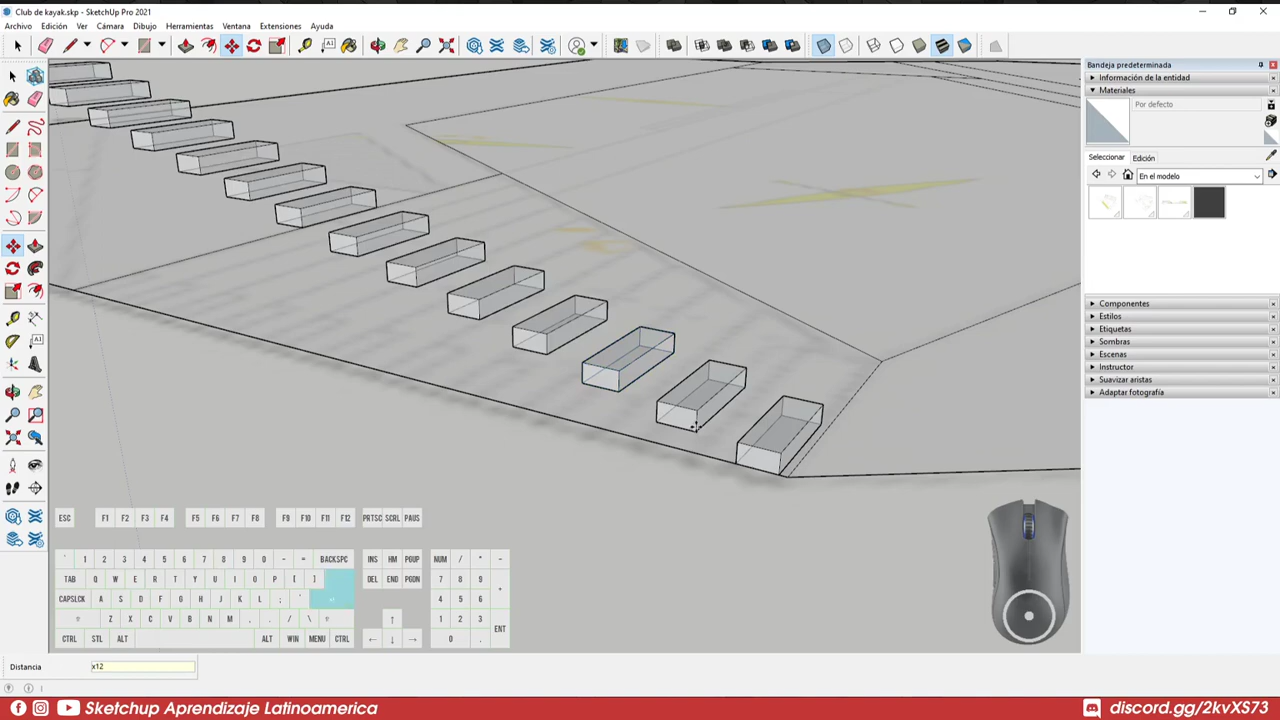 Club de kayak.skp - SketchUp Pro 2021
Archivo Edición Ver Cámara Dibujo Herramientas Ventana Extensiones Ayuda
Bandeja predeterminada
Información de la entidad
Materiales
Por defecto
Seleccionar Edición
En el modelo
Componentes
Estilos
Etiquetas
Sombras
Escenas
Instructor
Suavizar aristas
Adaptar fotografía
ESC F1 F2 F3 F4 F5 F6 F7 F8 F9 F10 F11 F12 PRTSC SCRL PAUS
` 1 2 3 4 5 6 7 8 9 0 - = BACKSPC INS HM PGUP NUM / * -
TAB Q W E R T Y U I O P [ ] DEL END PGDN 7 8 9 +
CAPSLCK A S D F G H J K L ; ' 4 5 6
Z X C V B N M , . / \ ↑ 1 2 3 ENT
CTRL STL ALT ALT WIN MENU CTRL ← ↓ → 0 .
Distancia x12
Sketchup Aprendizaje Latinoamerica
discord.gg/2kvXS73